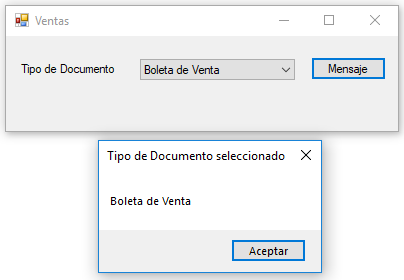 Ventas
Tipo de Documento Boleta de Venta Mensaje
Tipo de Documento seleccionado
Boleta de Venta
Aceptar